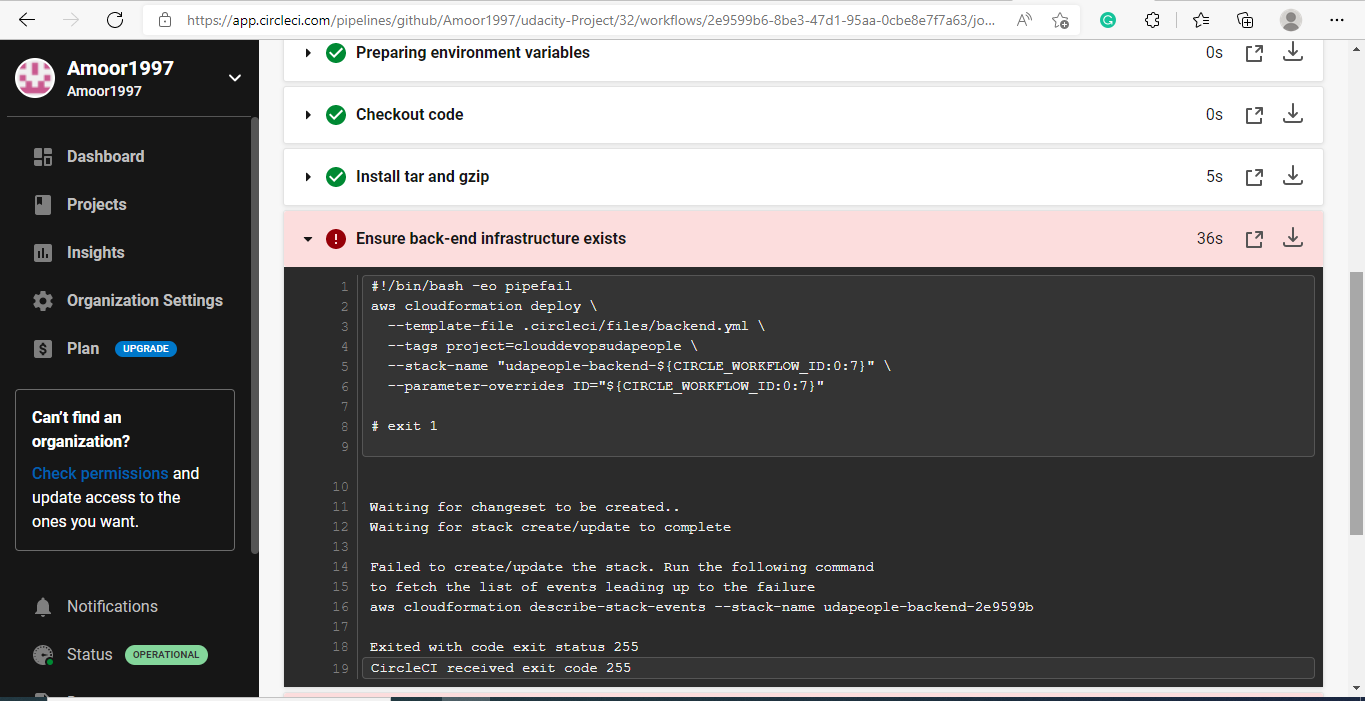 https://app.circleci.com/pipelines/github/Amoor1997/udacity-Project/32/workflows/2e9599b6-8be3-47d1-95aa-0cbe8e7f7a63/jo...
Amoor1997
Amoor1997
Dashboard
Projects
Insights
Organization Settings
Plan UPGRADE
Can't find an
organization?
Check permissions and
update access to the
ones you want.
Notifications
Status OPERATIONAL
Preparing environment variables 0s
Checkout code 0s
Install tar and gzip 5s
Ensure back-end infrastructure exists 36s
1 #!/bin/bash -eo pipefail
2 aws cloudformation deploy \
3 --template-file .circleci/files/backend.yml \
4 --tags project=clouddevopsudapeople \
5 --stack-name "udapeople-backend-${CIRCLE_WORKFLOW_ID:0:7}" \
6 --parameter-overrides ID="${CIRCLE_WORKFLOW_ID:0:7}"
7
8 # exit 1
9
10
11 Waiting for changeset to be created..
12 Waiting for stack create/update to complete
13
14 Failed to create/update the stack. Run the following command
15 to fetch the list of events leading up to the failure
16 aws cloudformation describe-stack-events --stack-name udapeople-backend-2e9599b
17
18 Exited with code exit status 255
19 CircleCI received exit code 255